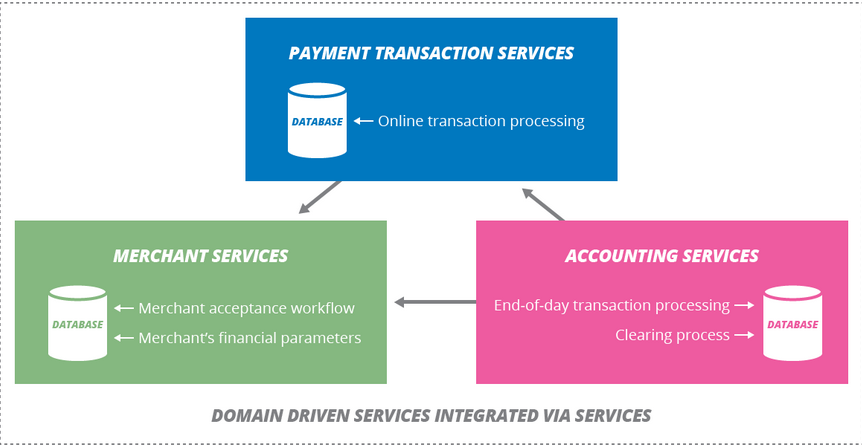 PAYMENT TRANSACTION SERVICES
DATABASE
Online transaction processing
MERCHANT SERVICES
DATABASE
Merchant acceptance workflow
Merchant’s financial parameters
ACCOUNTING SERVICES
End-of-day transaction processing
Clearing process
DATABASE
DOMAIN DRIVEN SERVICES INTEGRATED VIA SERVICES